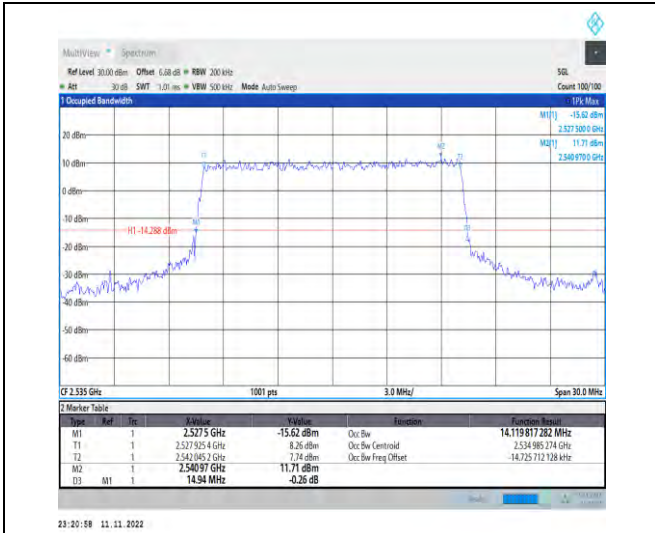 MultiView Spectrum
Ref Level 30.00 dBm Offset 6.68 dB RBW 200 kHz SGL
Att 30 dB SWT 1.01 ms VBW 500 kHz Mode Auto Sweep Count 100/100
1 Occupied Bandwidth 1Pk Max
M1[1] -15.62 dBm
2.527 500 0 GHz
M2[1] 11.71 dBm
2.540 970 0 GHz
20 dBm
M2
T1 T2
10 dBm
0 dBm
-10 dBm
M1 D3
H1 -14.288 dBm
-20 dBm
-30 dBm
-40 dBm
-50 dBm
-60 dBm
CF 2.535 GHz 1001 pts 3.0 MHz/ Span 30.0 MHz
2 Marker Table
Type Ref Trc X-Value Y-Value Function Function Result
M1 1 2.5275 GHz -15.62 dBm Occ Bw 14.119 817 282 MHz
T1 1 2.527 925 4 GHz 8.26 dBm Occ Bw Centroid 2.534 985 274 GHz
T2 1 2.542 045 2 GHz 7.74 dBm Occ Bw Freq Offset -14.725 712 128 kHz
M2 1 2.54097 GHz 11.71 dBm
D3 M1 1 14.94 MHz -0.26 dB
23:20:58 11.11.2022